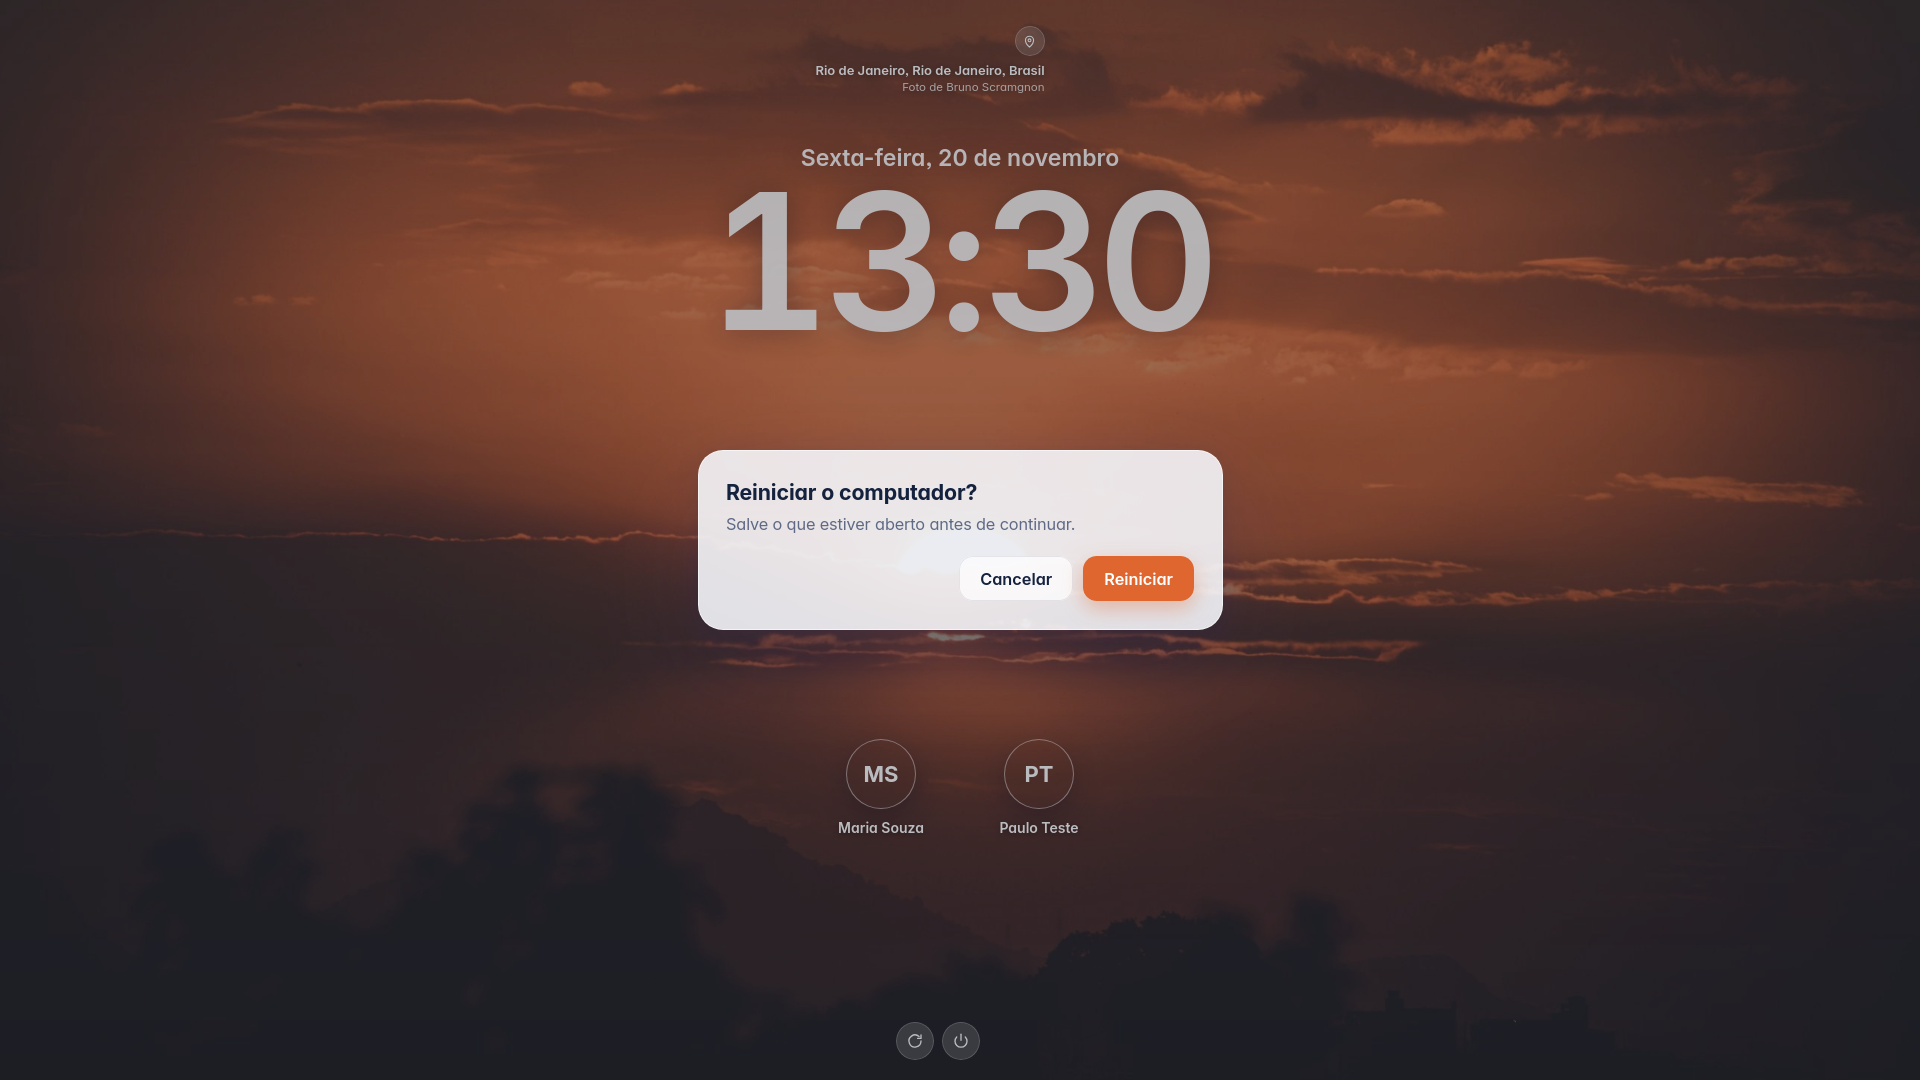 Rio de Janeiro, Rio de Janeiro, Brasil
Foto de Bruno Scramgnon
Sexta-feira, 20 de novembro
13:30
Reiniciar o computador?
Salve o que estiver aberto antes de continuar.
Cancelar
Reiniciar
MS
PT
Maria Souza
Paulo Teste